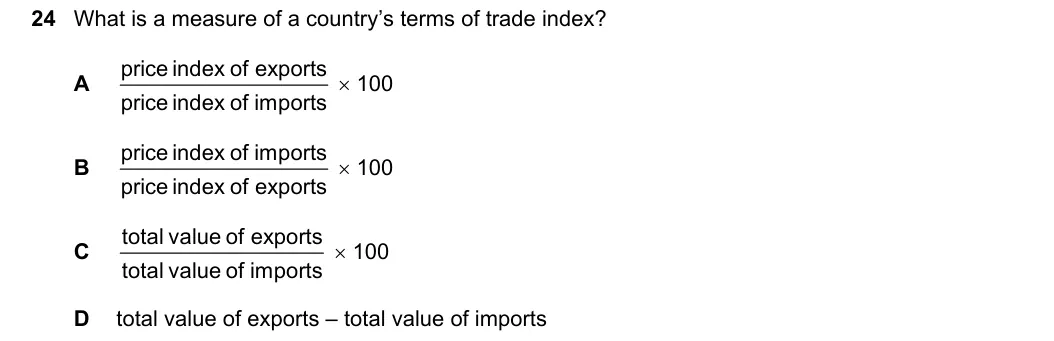 24 What is a measure of a country’s terms of trade index?
A price index of exports
price index of imports × 100
B price index of imports
price index of exports × 100
C total value of exports
total value of imports × 100
D total value of exports – total value of imports